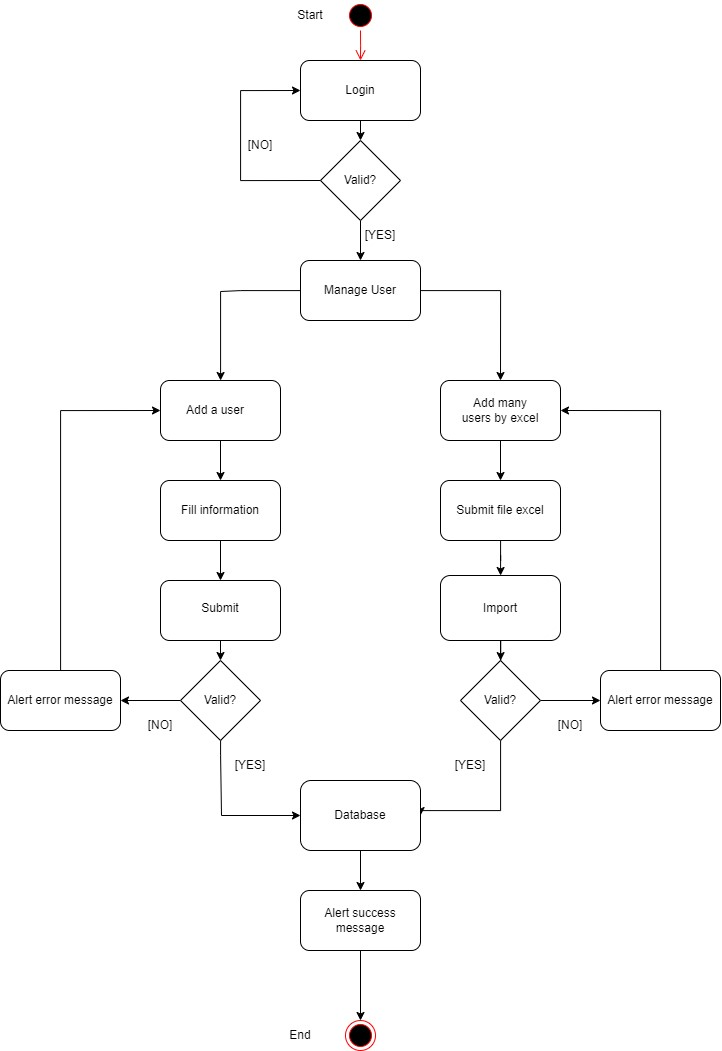 Start
Login
[NO]
Valid?
[YES]
Manage User
Add a user
Add many
users by excel
Fill information
Submit file excel
Submit
Import
Alert error message
Valid?
Valid?
Alert error message
[NO]
[NO]
[YES]
[YES]
Database
Alert success
message
End